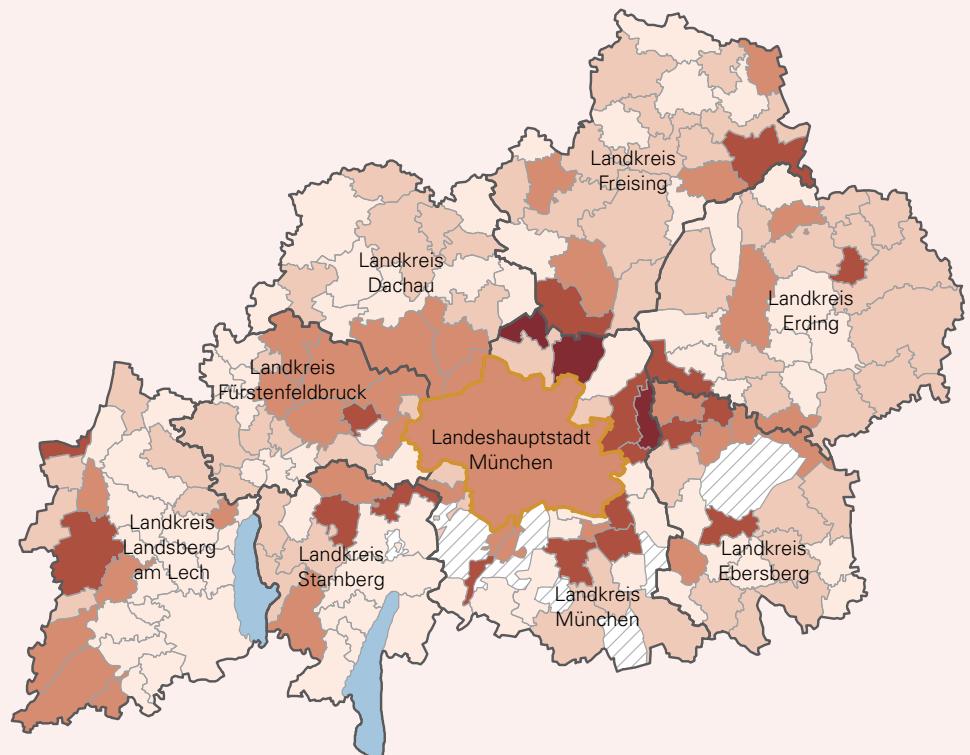 Landkreis
Freising
Landkreis
Dachau
Landkreis
Erding
Landkreis
Fürstenfeldbruck
Landeshauptstadt
München
Landkreis
Landsberg
am Lech
Landkreis
Starnberg
Landkreis
Ebersberg
Landkreis
München